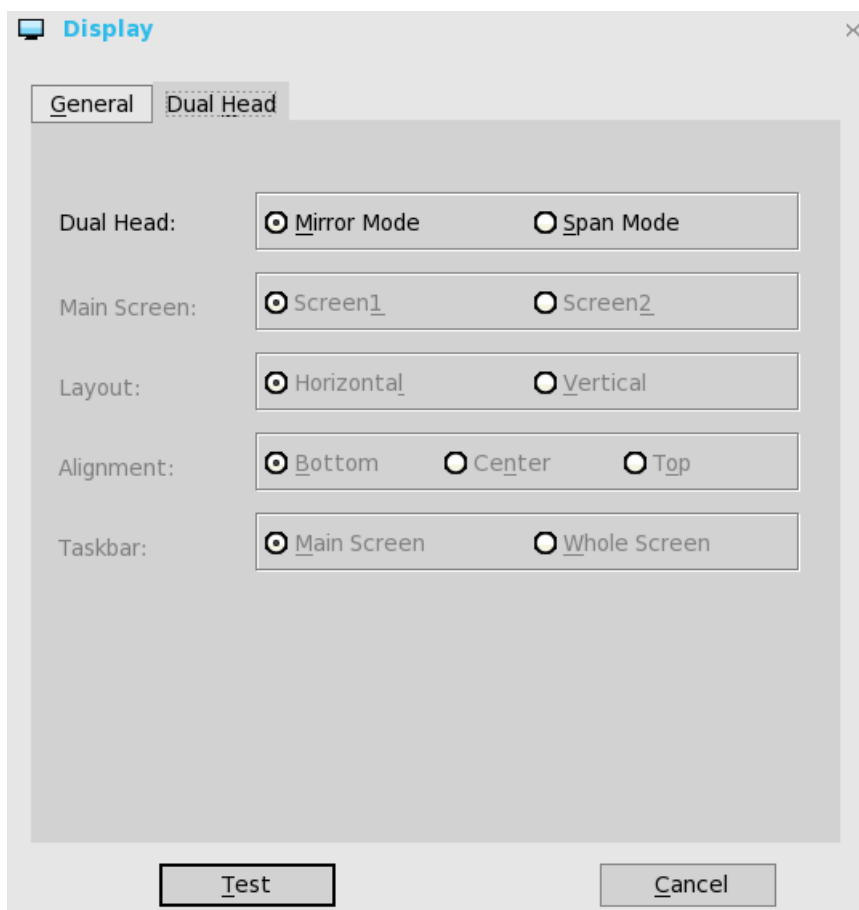 Display
General Dual Head
Dual Head: Mirror Mode Span Mode
Main Screen: Screen1 Screen2
Layout: Horizontal Vertical
Alignment: Bottom Center Top
Taskbar: Main Screen Whole Screen
Test Cancel